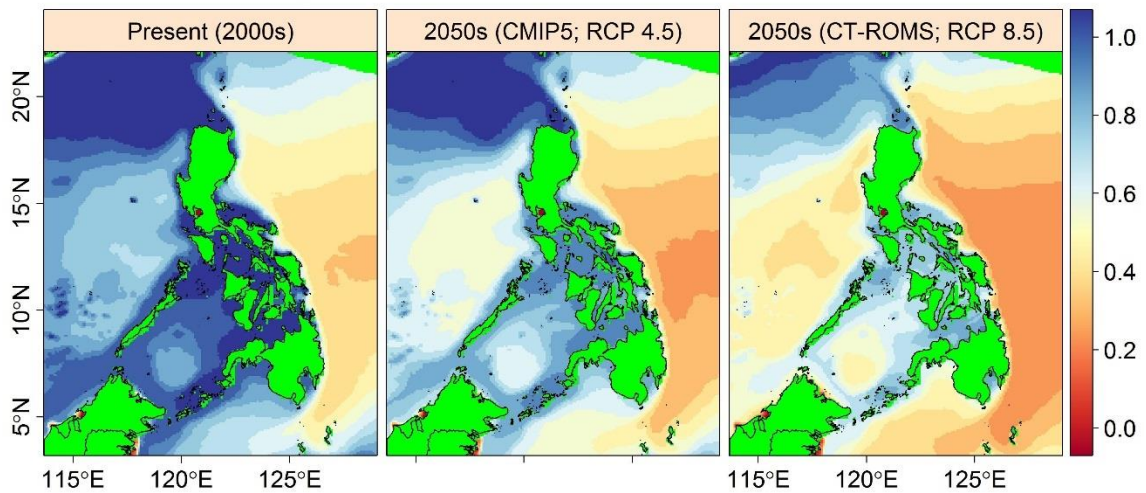 Present (2000s)
2050s (CMIP5; RCP 4.5)
2050s (CT-ROMS; RCP 8.5)
20°N
15°N
10°N
5°N
115°E
120°E
125°E
115°E
120°E
125°E
1.0
0.8
0.6
0.4
0.2
0.0